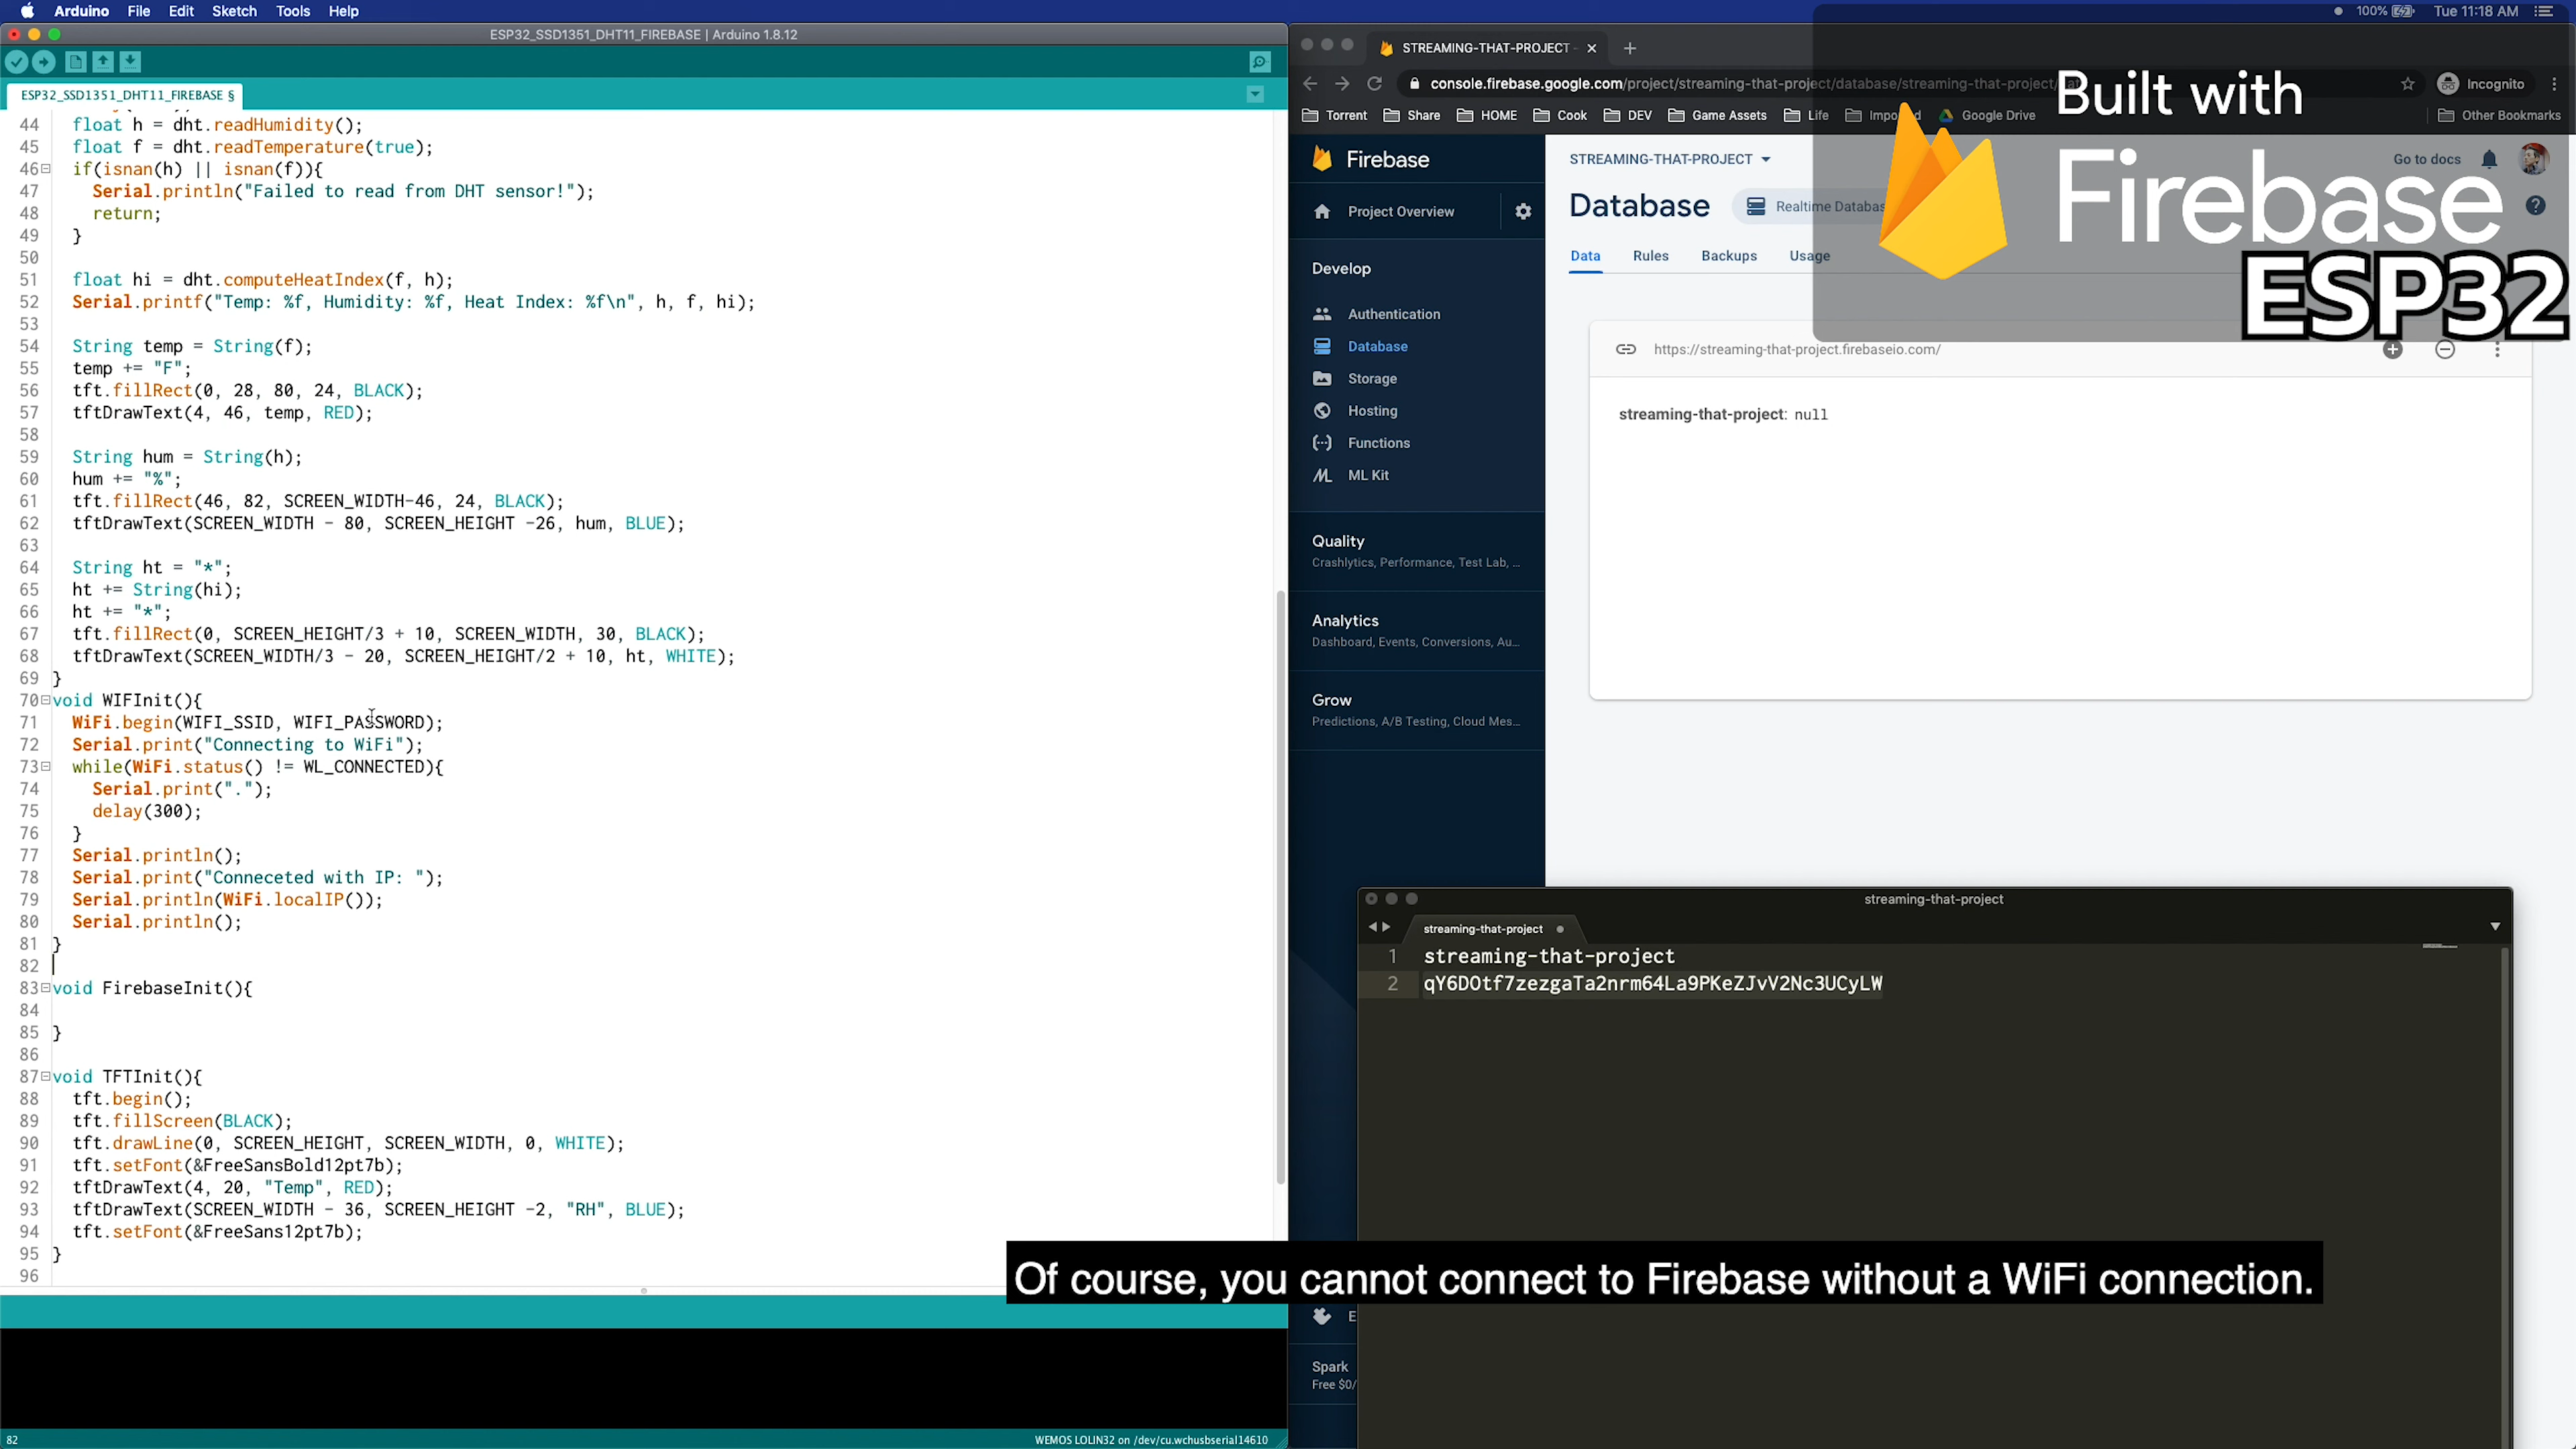 Arduino File Edit Sketch Tools Help
100% Tue 11:18 AM
ESP32_SSD1351_DHT11_FIREBASE | Arduino 1.8.12
ESP32_SSD1351_DHT11_FIREBASE §
44 float h = dht.readHumidity();
45 float f = dht.readTemperature(true);
46 if(isnan(h) || isnan(f)){
47 Serial.println("Failed to read from DHT sensor!");
48 return;
49 }
50
51 float hi = dht.computeHeatIndex(f, h);
52 Serial.printf("Temp: %f, Humidity: %f, Heat Index: %f\n", h, f, hi);
53
54 String temp = String(f);
55 temp += "F";
56 tft.fillRect(0, 28, 80, 24, BLACK);
57 tftDrawText(4, 46, temp, RED);
58
59 String hum = String(h);
60 hum += "%";
61 tft.fillRect(46, 82, SCREEN_WIDTH-46, 24, BLACK);
62 tftDrawText(SCREEN_WIDTH - 80, SCREEN_HEIGHT -26, hum, BLUE);
63
64 String ht = "*";
65 ht += String(hi);
66 ht += "*";
67 tft.fillRect(0, SCREEN_HEIGHT/3 + 10, SCREEN_WIDTH, 30, BLACK);
68 tftDrawText(SCREEN_WIDTH/3 - 20, SCREEN_HEIGHT/2 + 10, ht, WHITE);
69 }
70 void WIFInit(){
71 WiFi.begin(WIFI_SSID, WIFI_PASSWORD);
72 Serial.print("Connecting to WiFi");
73 while(WiFi.status() != WL_CONNECTED){
74 Serial.print(".");
75 delay(300);
76 }
77 Serial.println();
78 Serial.print("Conneceted with IP: ");
79 Serial.println(WiFi.localIP());
80 Serial.println();
81 }
82
83 void FirebaseInit(){
84
85 }
86
87 void TFTInit(){
88 tft.begin();
89 tft.fillScreen(BLACK);
90 tft.drawLine(0, SCREEN_HEIGHT, SCREEN_WIDTH, 0, WHITE);
91 tft.setFont(&FreeSansBold12pt7b);
92 tftDrawText(4, 20, "Temp", RED);
93 tftDrawText(SCREEN_WIDTH - 36, SCREEN_HEIGHT -2, "RH", BLUE);
94 tft.setFont(&FreeSans12pt7b);
95 }
96
82
WEMOS LOLIN32 on /dev/cu.wchusbserial14610
STREAMING-THAT-PROJECT -
console.firebase.google.com/project/streaming-that-project/database/streaming-that-project/
Incognito
Torrent Share HOME Cook DEV Game Assets Life Google Drive Other Bookmarks
Built with
Firebase
ESP32
Firebase
Project Overview
Develop
Authentication
Database
Storage
Hosting
Functions
ML Kit
Quality
Crashlytics, Performance, Test Lab, ...
Analytics
Dashboard, Events, Conversions, Au...
Grow
Predictions, A/B Testing, Cloud Mes...
E
Spark
Free $0/
STREAMING-THAT-PROJECT
Go to docs
Database
Realtime Databas
Data Rules Backups Usage
https://streaming-that-project.firebaseio.com/
streaming-that-project: null
streaming-that-project
streaming-that-project
1 streaming-that-project
2 qY6DOtf7zezgaTa2nrm64La9PKeZJvV2Nc3UCyLW
Of course, you cannot connect to Firebase without a WiFi connection.